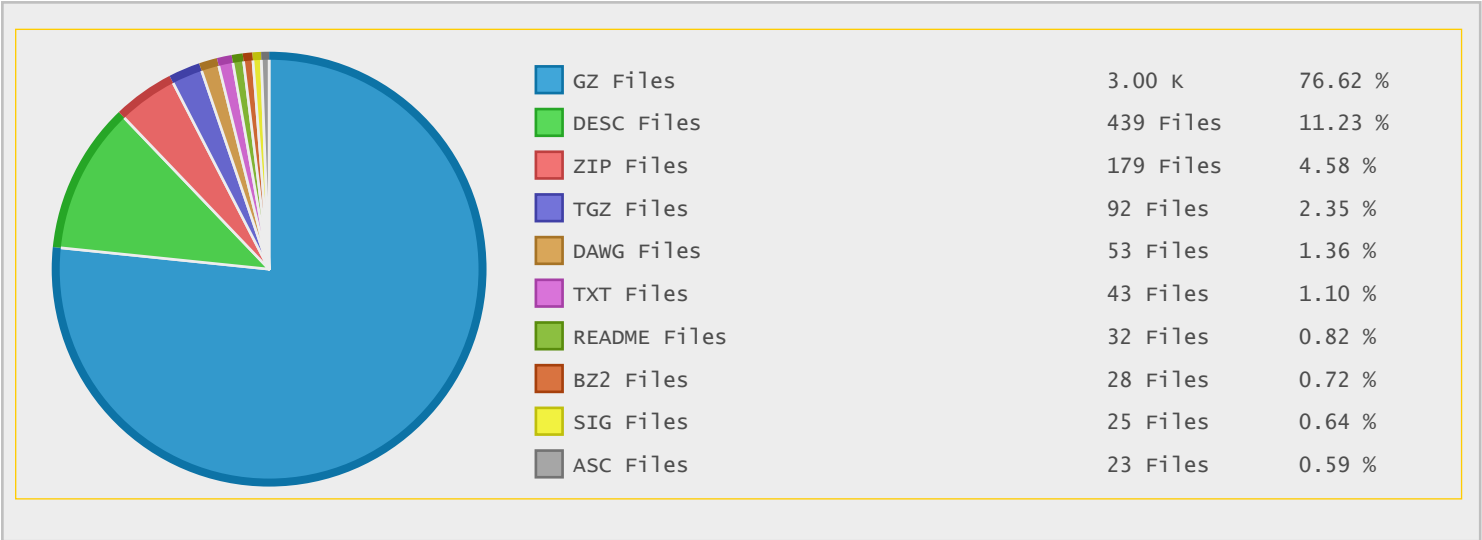 GZ Files 3.00 K 76.62 %
DESC Files 439 Files 11.23 %
ZIP Files 179 Files 4.58 %
TGZ Files 92 Files 2.35 %
DAWG Files 53 Files 1.36 %
TXT Files 43 Files 1.10 %
README Files 32 Files 0.82 %
BZ2 Files 28 Files 0.72 %
SIG Files 25 Files 0.64 %
ASC Files 23 Files 0.59 %